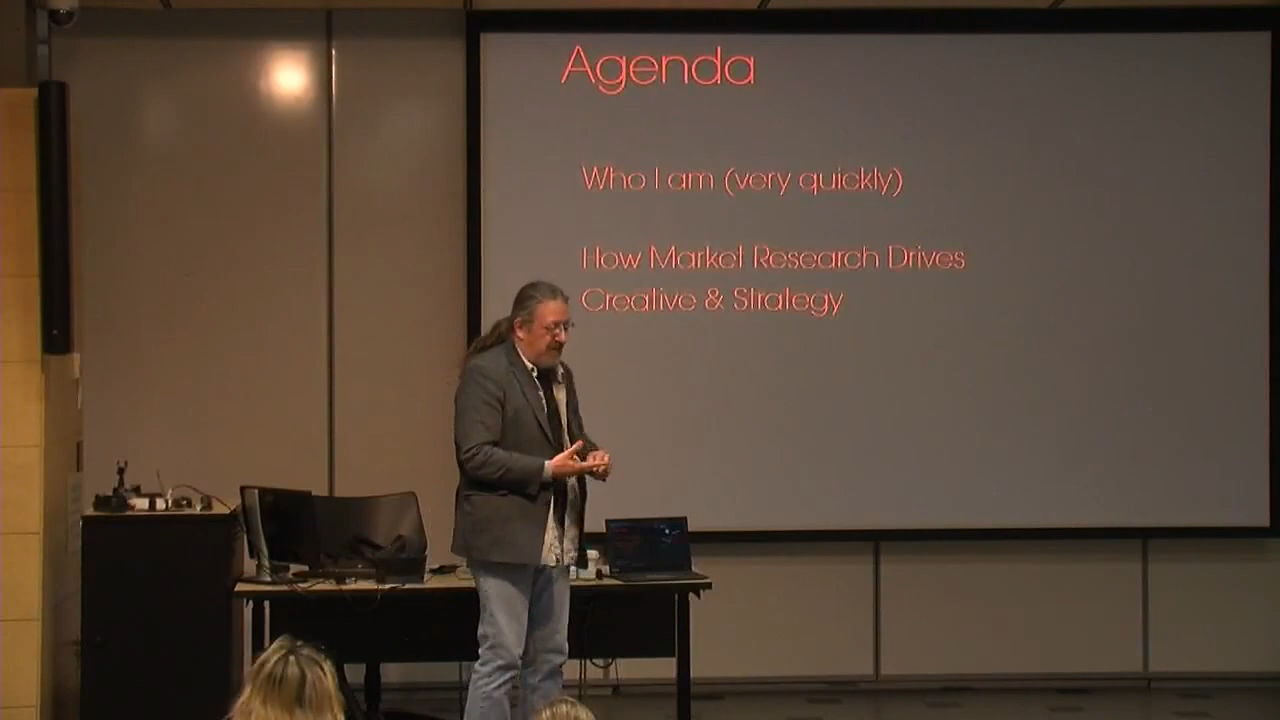 Agenda
Who I am (very quickly)
How Market Research Drives
Creative & Strategy